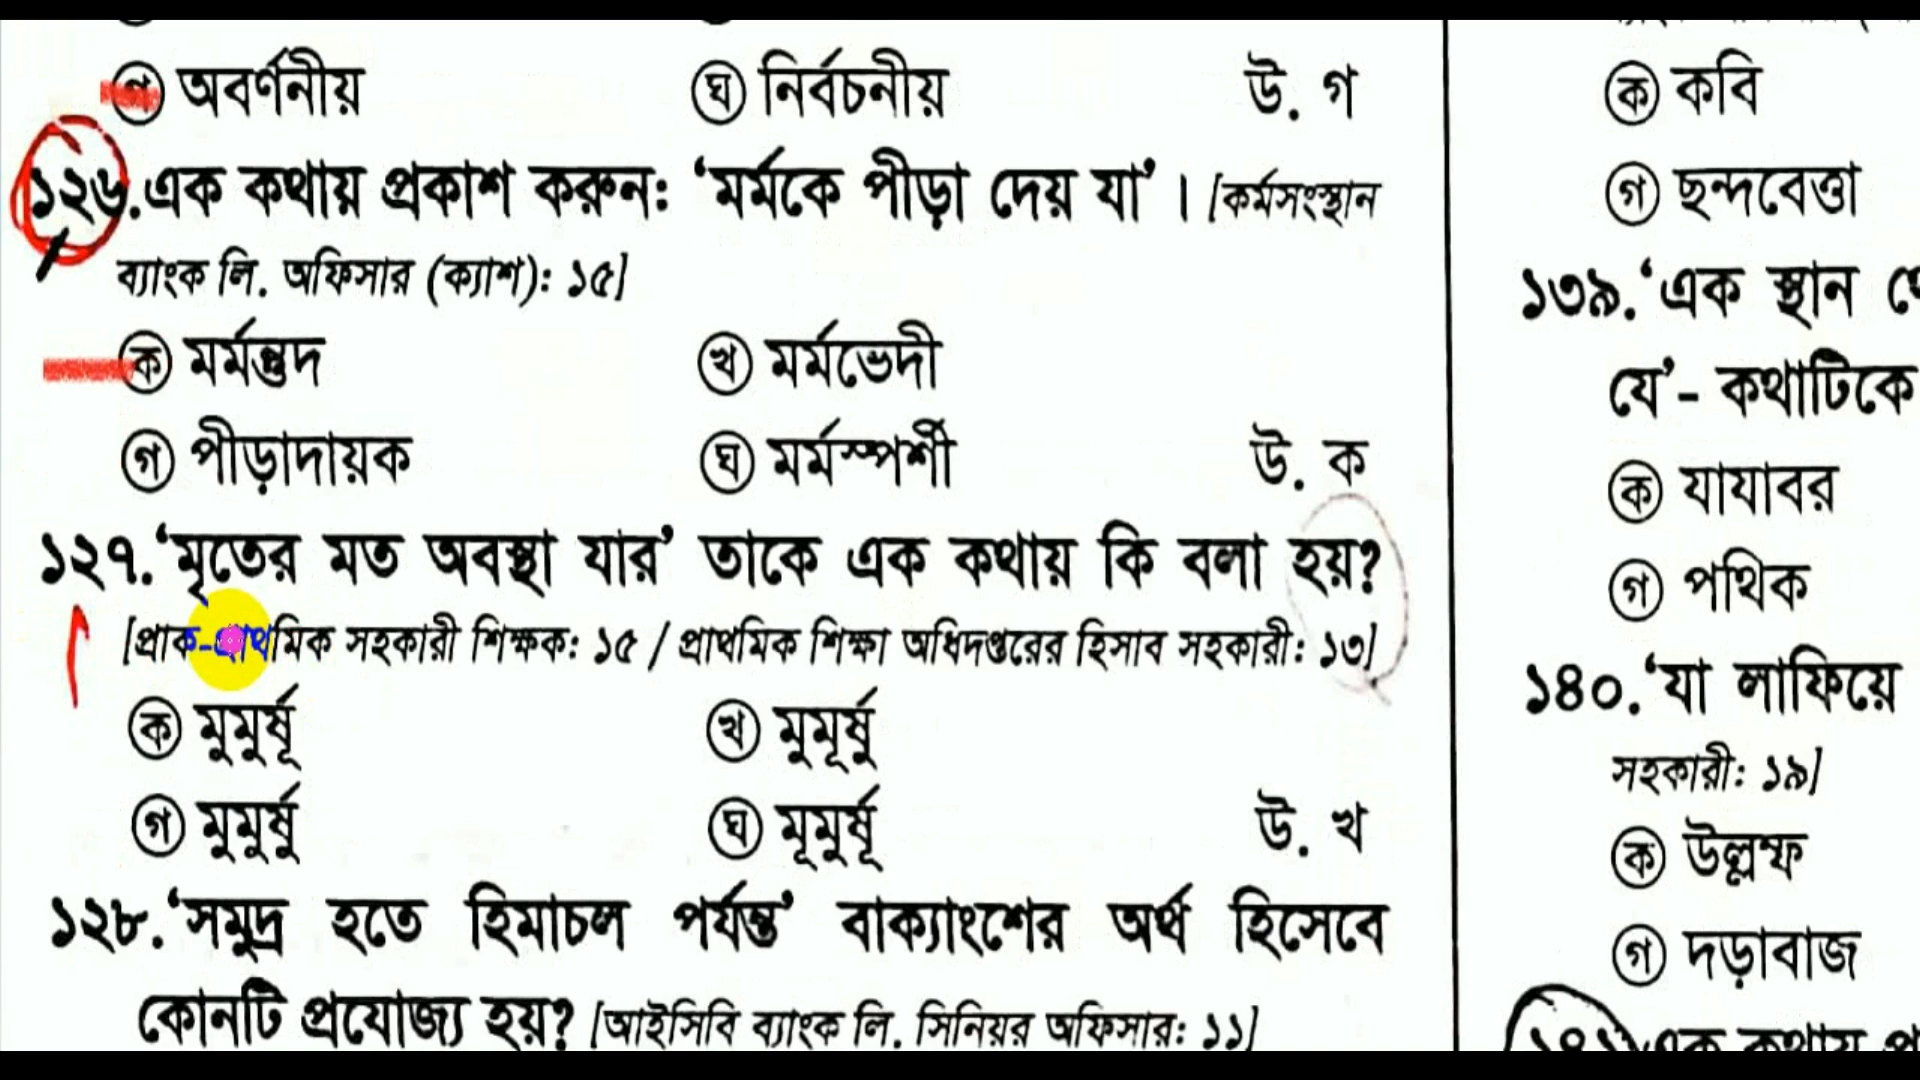 গ অবর্ণনীয় ঘ নির্বচনীয় উ. গ
১২৬.এক কথায় প্রকাশ করুন: ‘মর্মকে পীড়া দেয় যা’। [কর্মসংস্থান
ব্যাংক লি. অফিসার (ক্যাশ): ১৫]
ক মর্মন্তুদ খ মর্মভেদী
গ পীড়াদায়ক ঘ মর্মস্পর্শী উ. ক
১২৭.‘মৃতের মত অবস্থা যার’ তাকে এক কথায় কি বলা হয়?
[প্রাক-প্রাথমিক সহকারী শিক্ষক: ১৫ / প্রাথমিক শিক্ষা অধিদপ্তরের হিসাব সহকারী: ১৩]
ক মুমুর্ষূ খ মুমূর্ষু
গ মুমুর্ষু ঘ মূমুর্ষূ উ. খ
১২৮.‘সমুদ্র হতে হিমাচল পর্যন্ত’ বাক্যাংশের অর্থ হিসেবে
কোনটি প্রযোজ্য হয়? [আইসিবি ব্যাংক লি. সিনিয়র অফিসার: ১১]
ক কবি
গ ছন্দবেত্তা
১৩৯.‘এক স্থান
যে’- কথাটিকে
ক যাযাবর
গ পথিক
১৪০.‘যা লাফিয়ে
সহকারী: ১৯]
ক উল্লম্ফ
গ দড়াবাজ
১৪১.এক কথায়